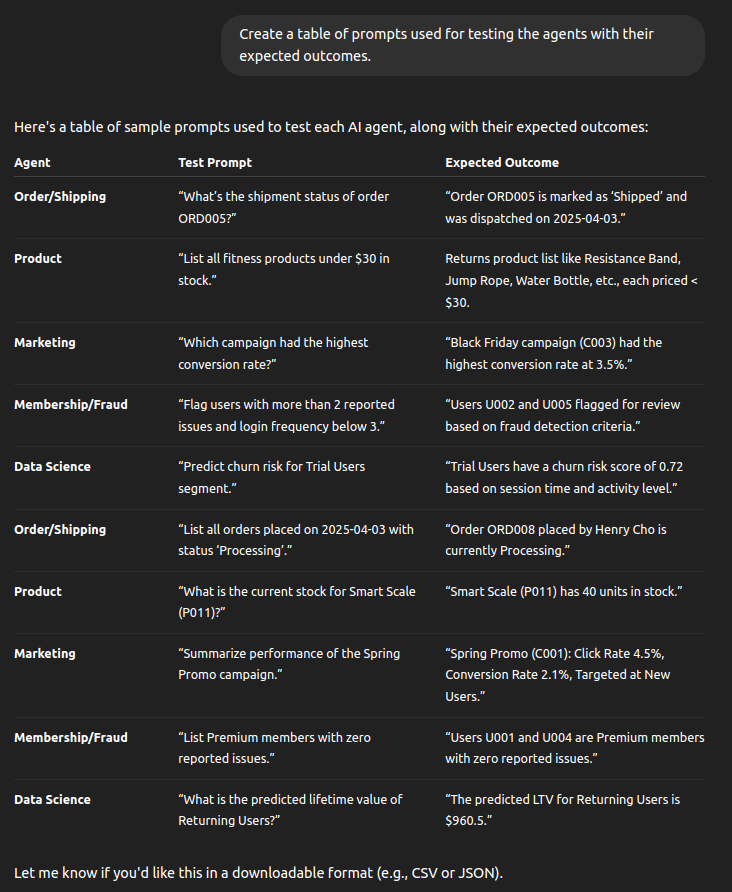 Create a table of prompts used for testing the agents with their
expected outcomes.
Here's a table of sample prompts used to test each AI agent, along with their expected outcomes:
Agent Test Prompt Expected Outcome
Order/Shipping “What’s the shipment status of order “Order ORD005 is marked as ‘Shipped’ and
ORD005?” was dispatched on 2025-04-03.”
Product “List all fitness products under $30 in Returns product list like Resistance Band,
stock.” Jump Rope, Water Bottle, etc., each priced <
$30.
Marketing “Which campaign had the highest “Black Friday campaign (C003) had the
conversion rate?” highest conversion rate at 3.5%.”
Membership/Fraud “Flag users with more than 2 reported “Users U002 and U005 flagged for review
issues and login frequency below 3.” based on fraud detection criteria.”
Data Science “Predict churn risk for Trial Users “Trial Users have a churn risk score of 0.72
segment.” based on session time and activity level.”
Order/Shipping “List all orders placed on 2025-04-03 with “Order ORD008 placed by Henry Cho is
status ‘Processing’.” currently Processing.”
Product “What is the current stock for Smart Scale “Smart Scale (P011) has 40 units in stock.”
(P011)?”
Marketing “Summarize performance of the Spring “Spring Promo (C001): Click Rate 4.5%,
Promo campaign.” Conversion Rate 2.1%, Targeted at New
Users.”
Membership/Fraud “List Premium members with zero “Users U001 and U004 are Premium members
reported issues.” with zero reported issues.”
Data Science “What is the predicted lifetime value of “The predicted LTV for Returning Users is
Returning Users?” $960.5.”
Let me know if you'd like this in a downloadable format (e.g., CSV or JSON).